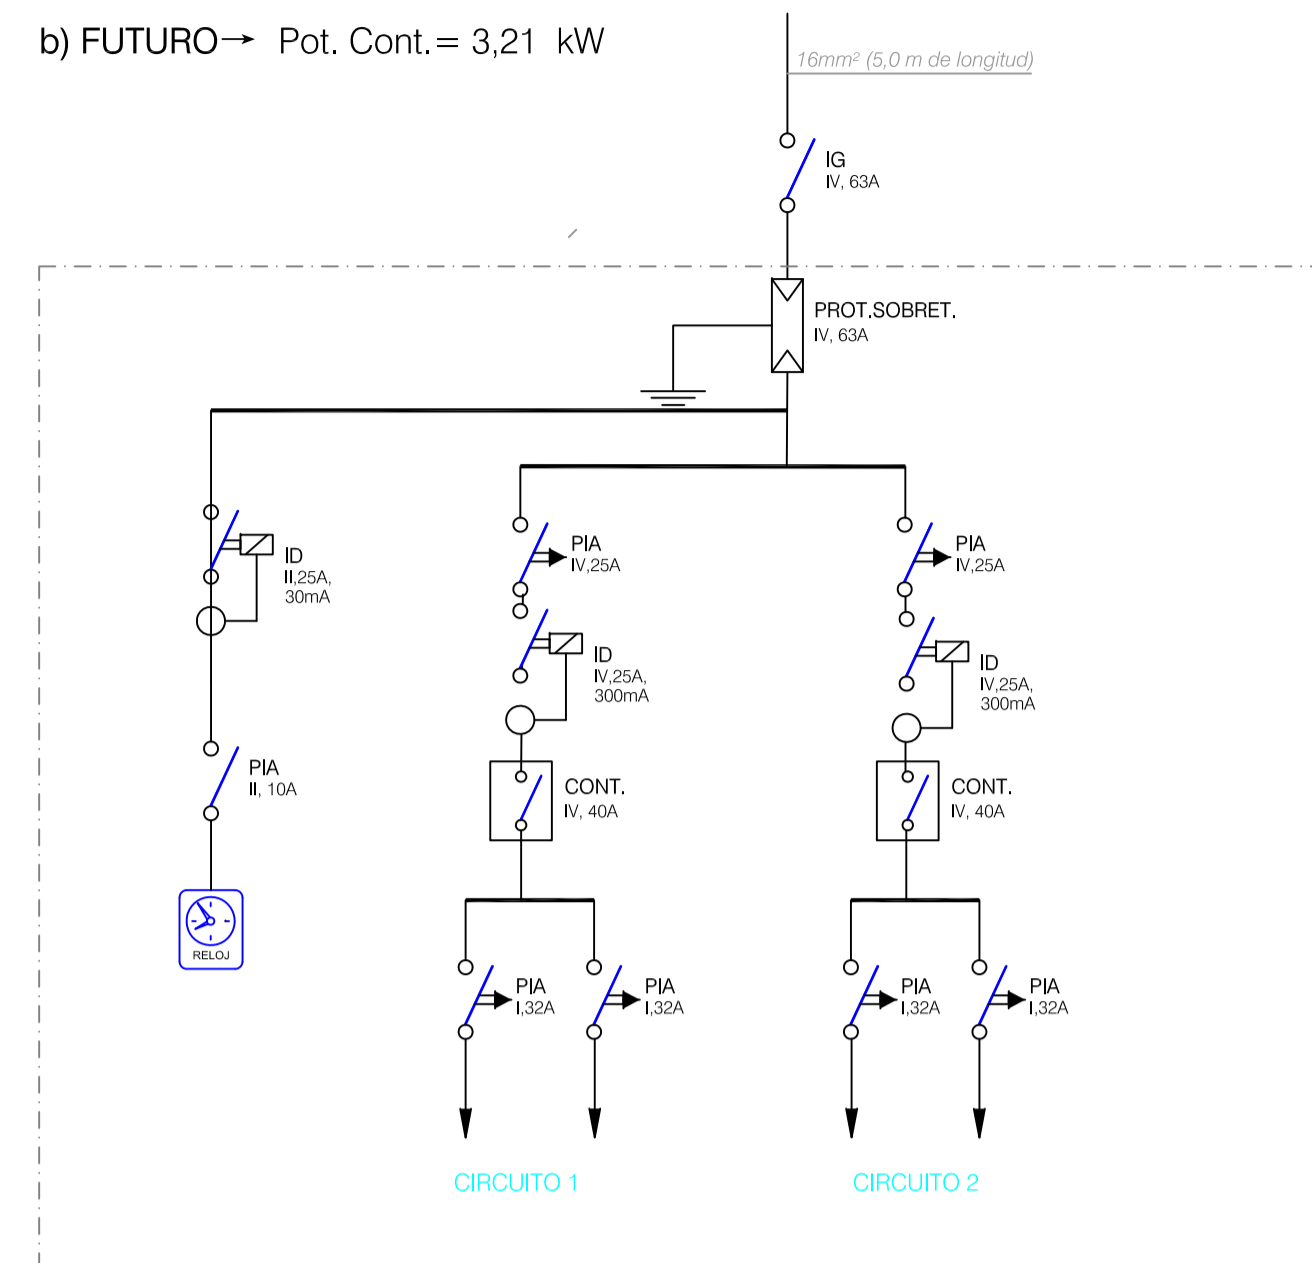 b) FUTURO→ Pot. Cont.= 3,21 kW
16mm² (5,0 m de longitud)
IG
IV, 63A
PROT.SOBRET.
IV, 63A
ID
II,25A,
30mA
PIA
II, 10A
RELOJ
PIA
IV,25A
ID
IV,25A,
300mA
CONT.
IV, 40A
PIA
I,32A
PIA
I,32A
CIRCUITO 1
PIA
IV,25A
ID
IV,25A,
300mA
CONT.
IV, 40A
PIA
I,32A
PIA
I,32A
CIRCUITO 2